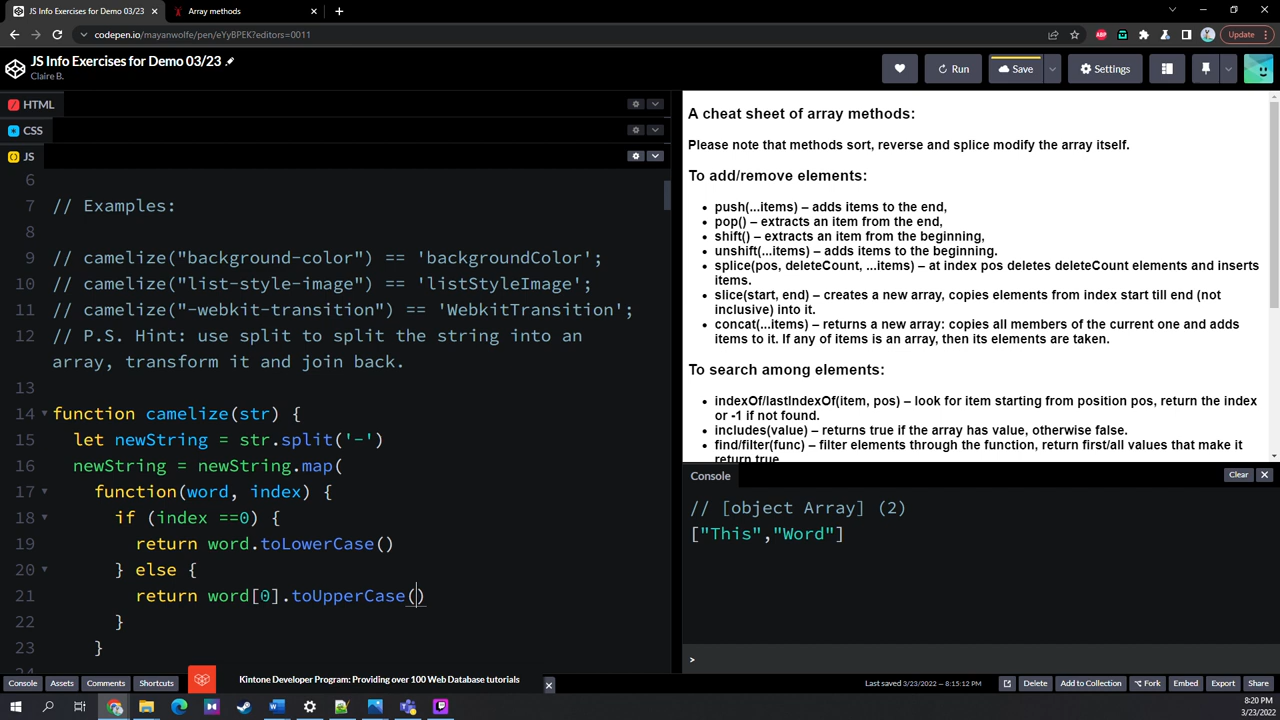 JS Info Exercises for Demo 03/23
Array methods
codepen.io/mayanwolfe/pen/eYyBPEK?editors=0011
ABP
Update
JS Info Exercises for Demo 03/23
Claire B.
Run
Save
Settings
HTML
CSS
JS
6
7 // Examples:
8
9 // camelize("background-color") == 'backgroundColor';
10 // camelize("list-style-image") == 'listStyleImage';
11 // camelize("-webkit-transition") == 'WebkitTransition';
12 // P.S. Hint: use split to split the string into an
array, transform it and join back.
13
14 function camelize(str) {
15 let newString = str.split('-')
16 newString = newString.map(
17 function(word, index) {
18 if (index ==0) {
19 return word.toLowerCase()
20 } else {
21 return word[0].toUpperCase()
22 }
23 }
A cheat sheet of array methods:
Please note that methods sort, reverse and splice modify the array itself.
To add/remove elements:
• push(...items) – adds items to the end,
• pop() – extracts an item from the end,
• shift() – extracts an item from the beginning,
• unshift(...items) – adds items to the beginning.
• splice(pos, deleteCount, ...items) – at index pos deletes deleteCount elements and inserts
items.
• slice(start, end) – creates a new array, copies elements from index start till end (not
inclusive) into it.
• concat(...items) – returns a new array: copies all members of the current one and adds
items to it. If any of items is an array, then its elements are taken.
To search among elements:
• indexOf/lastIndexOf(item, pos) – look for item starting from position pos, return the index
or -1 if not found.
• includes(value) – returns true if the array has value, otherwise false.
• find/filter(func) – filter elements through the function, return first/all values that make it
return true.
Console
Clear
// [object Array] (2)
["This","Word"]
>
Console
Assets
Comments
Shortcuts
Kintone Developer Program: Providing over 100 Web Database tutorials
Last saved 3/23/2022 — 8:15:12 PM
Delete
Add to Collection
Fork
Embed
Export
Share
8:20 PM
3/23/2022